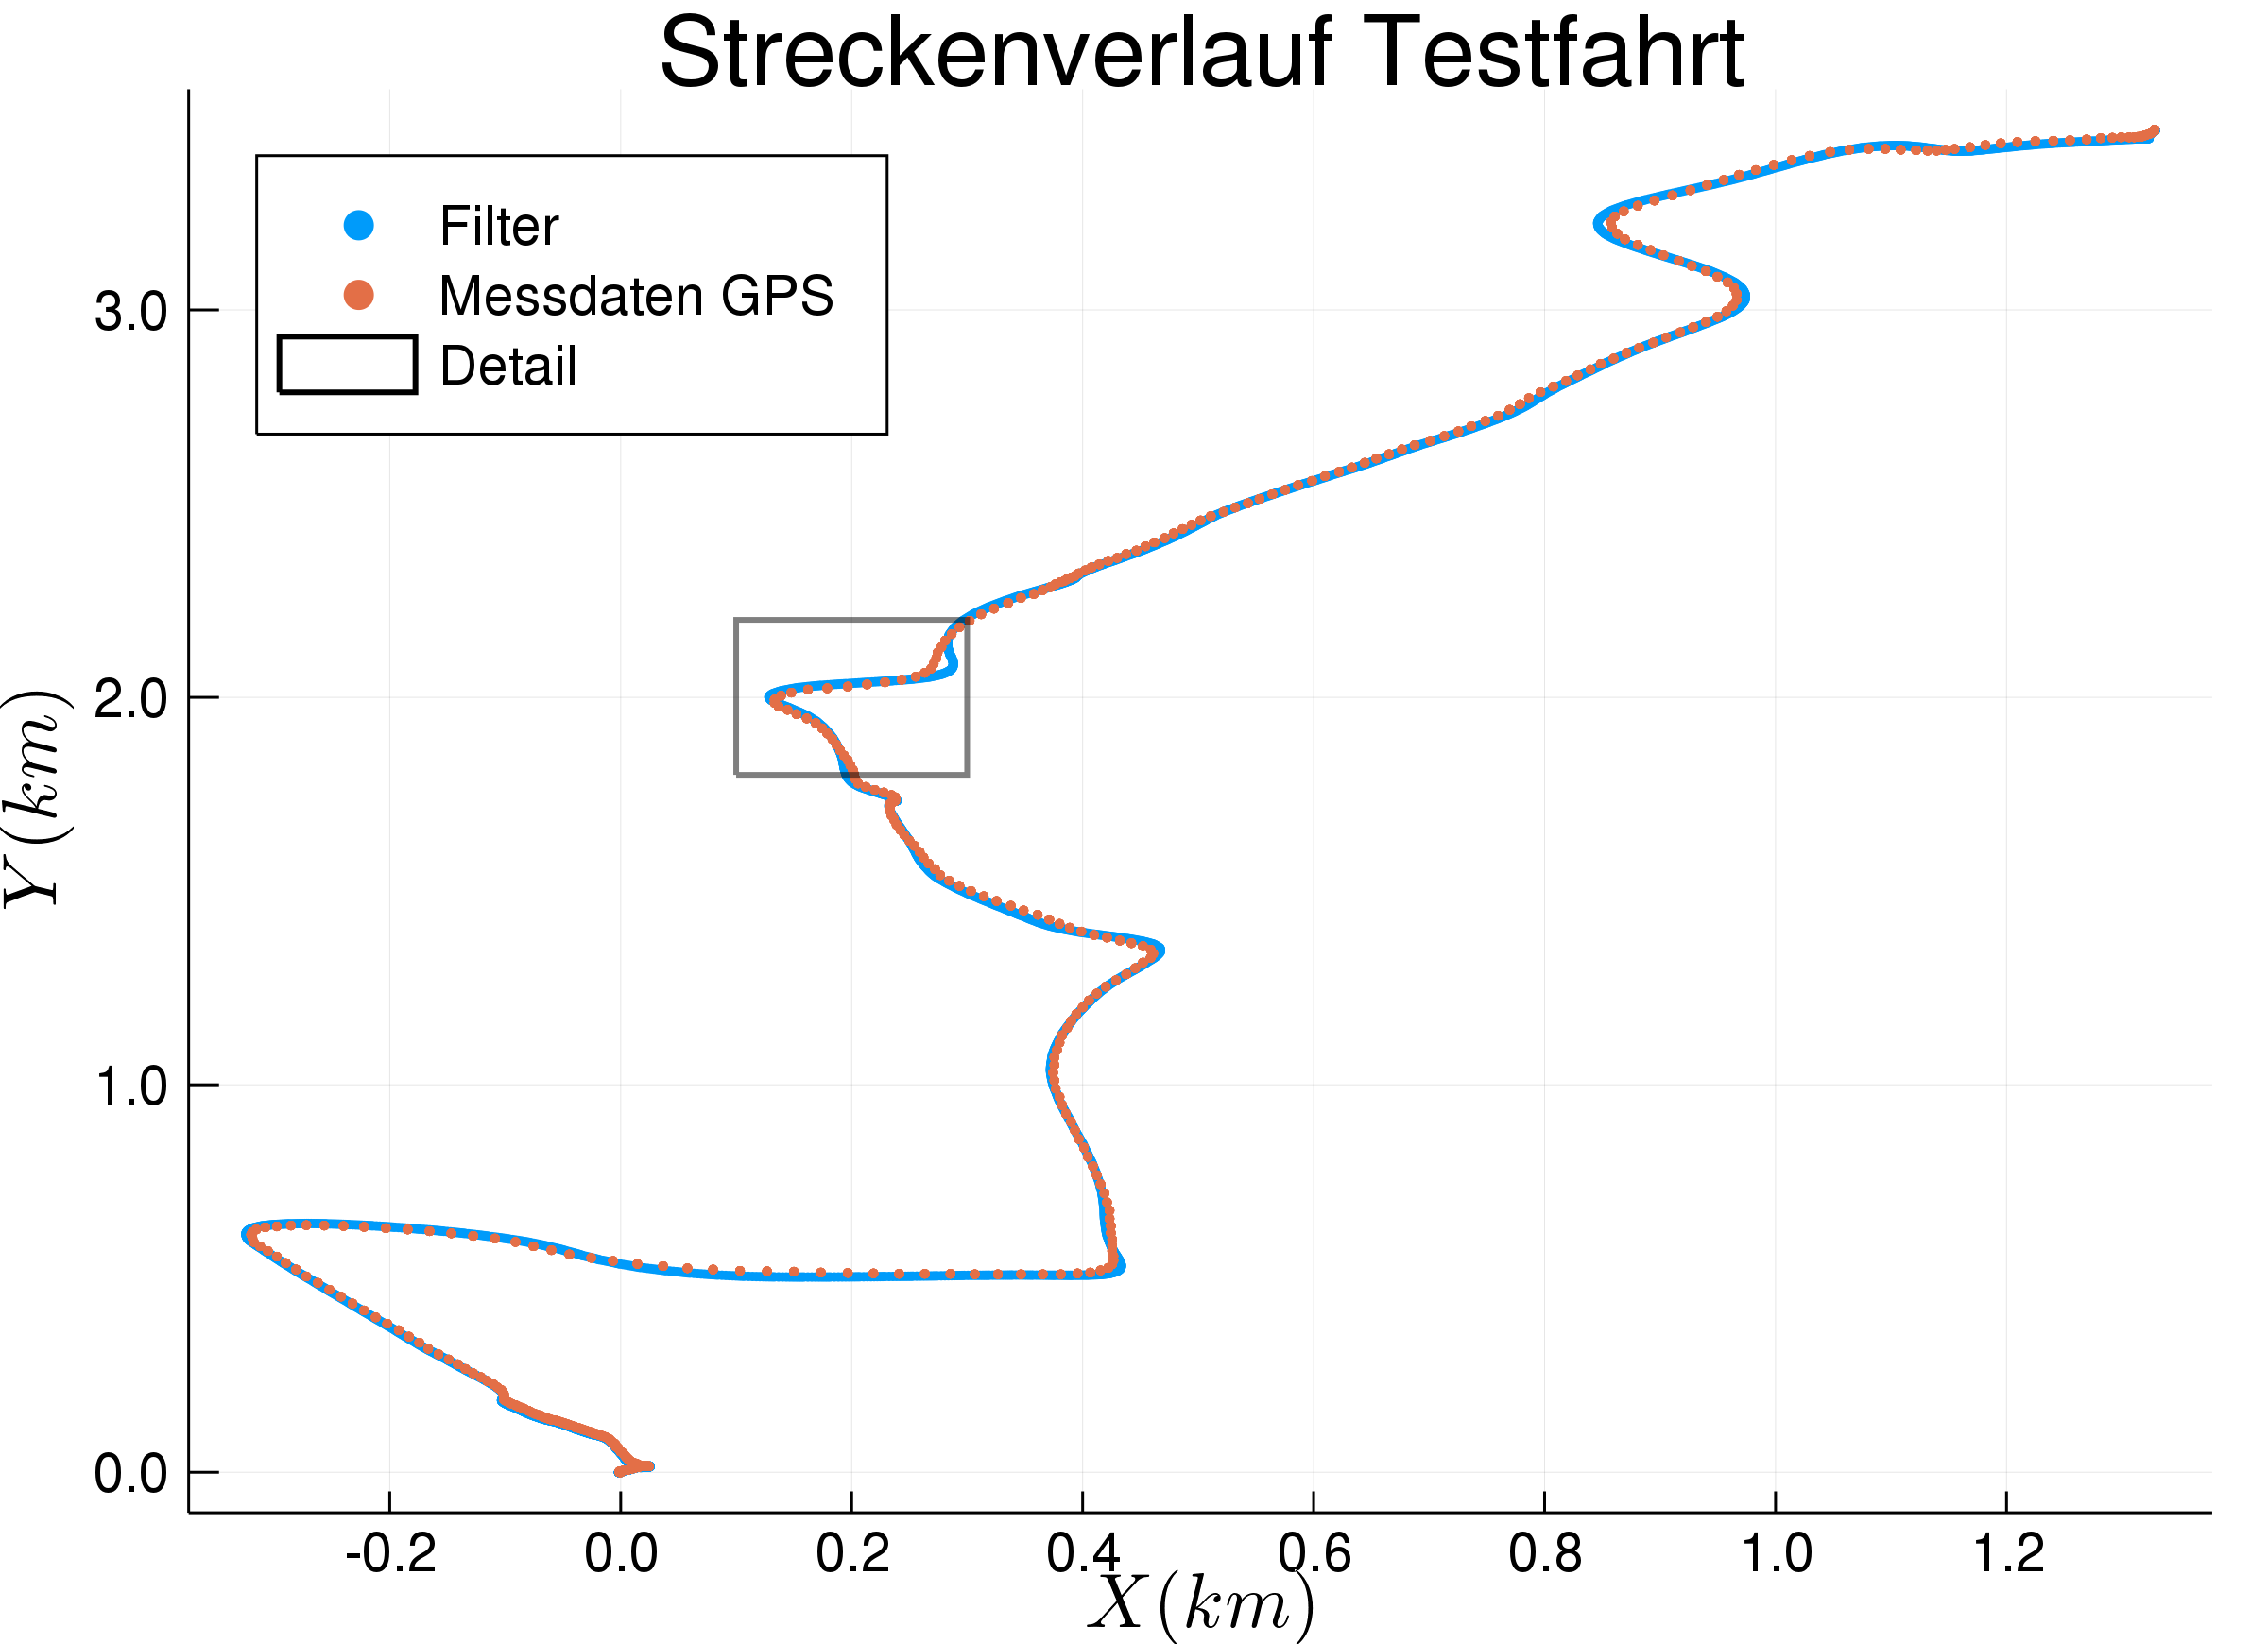 Streckenverlauf Testfahrt
Filter
Messdaten GPS
Detail
3.0
2.0
1.0
0.0
Y(km)
-0.2 0.0 0.2 0.4 0.6 0.8 1.0 1.2
X(km)